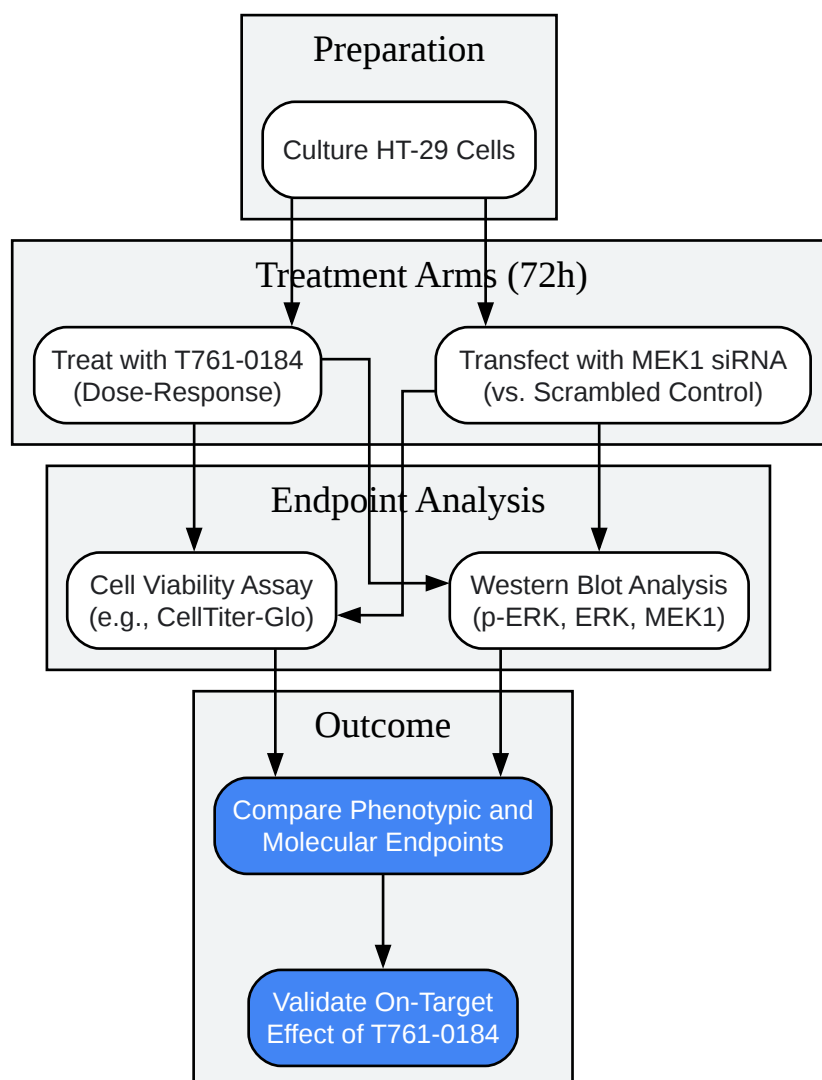 Preparation
Culture HT-29 Cells
Treatment Arms (72h)
Treat with T761-0184
(Dose-Response)
Transfect with MEK1 siRNA
(vs. Scrambled Control)
Endpoint Analysis
Cell Viability Assay
(e.g., CellTiter-Glo)
Western Blot Analysis
(p-ERK, ERK, MEK1)
Outcome
Compare Phenotypic and
Molecular Endpoints
Validate On-Target
Effect of T761-0184